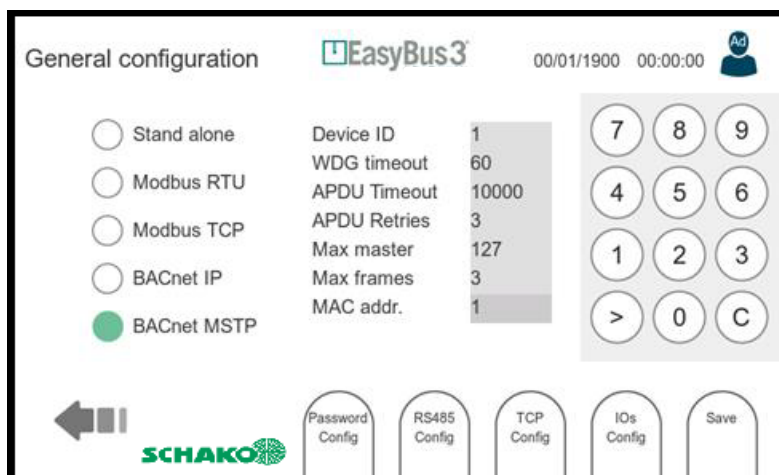 General configuration
EasyBus3
00/01/1900 00:00:00
Ad
Stand alone
Modbus RTU
Modbus TCP
BACnet IP
BACnet MSTP
Device ID 1
WDG timeout 60
APDU Timeout 10000
APDU Retries 3
Max master 127
Max frames 3
MAC addr. 1
7 8 9
4 5 6
1 2 3
> 0 C
SCHAKO
Password
Config
RS485
Config
TCP
Config
IOs
Config
Save